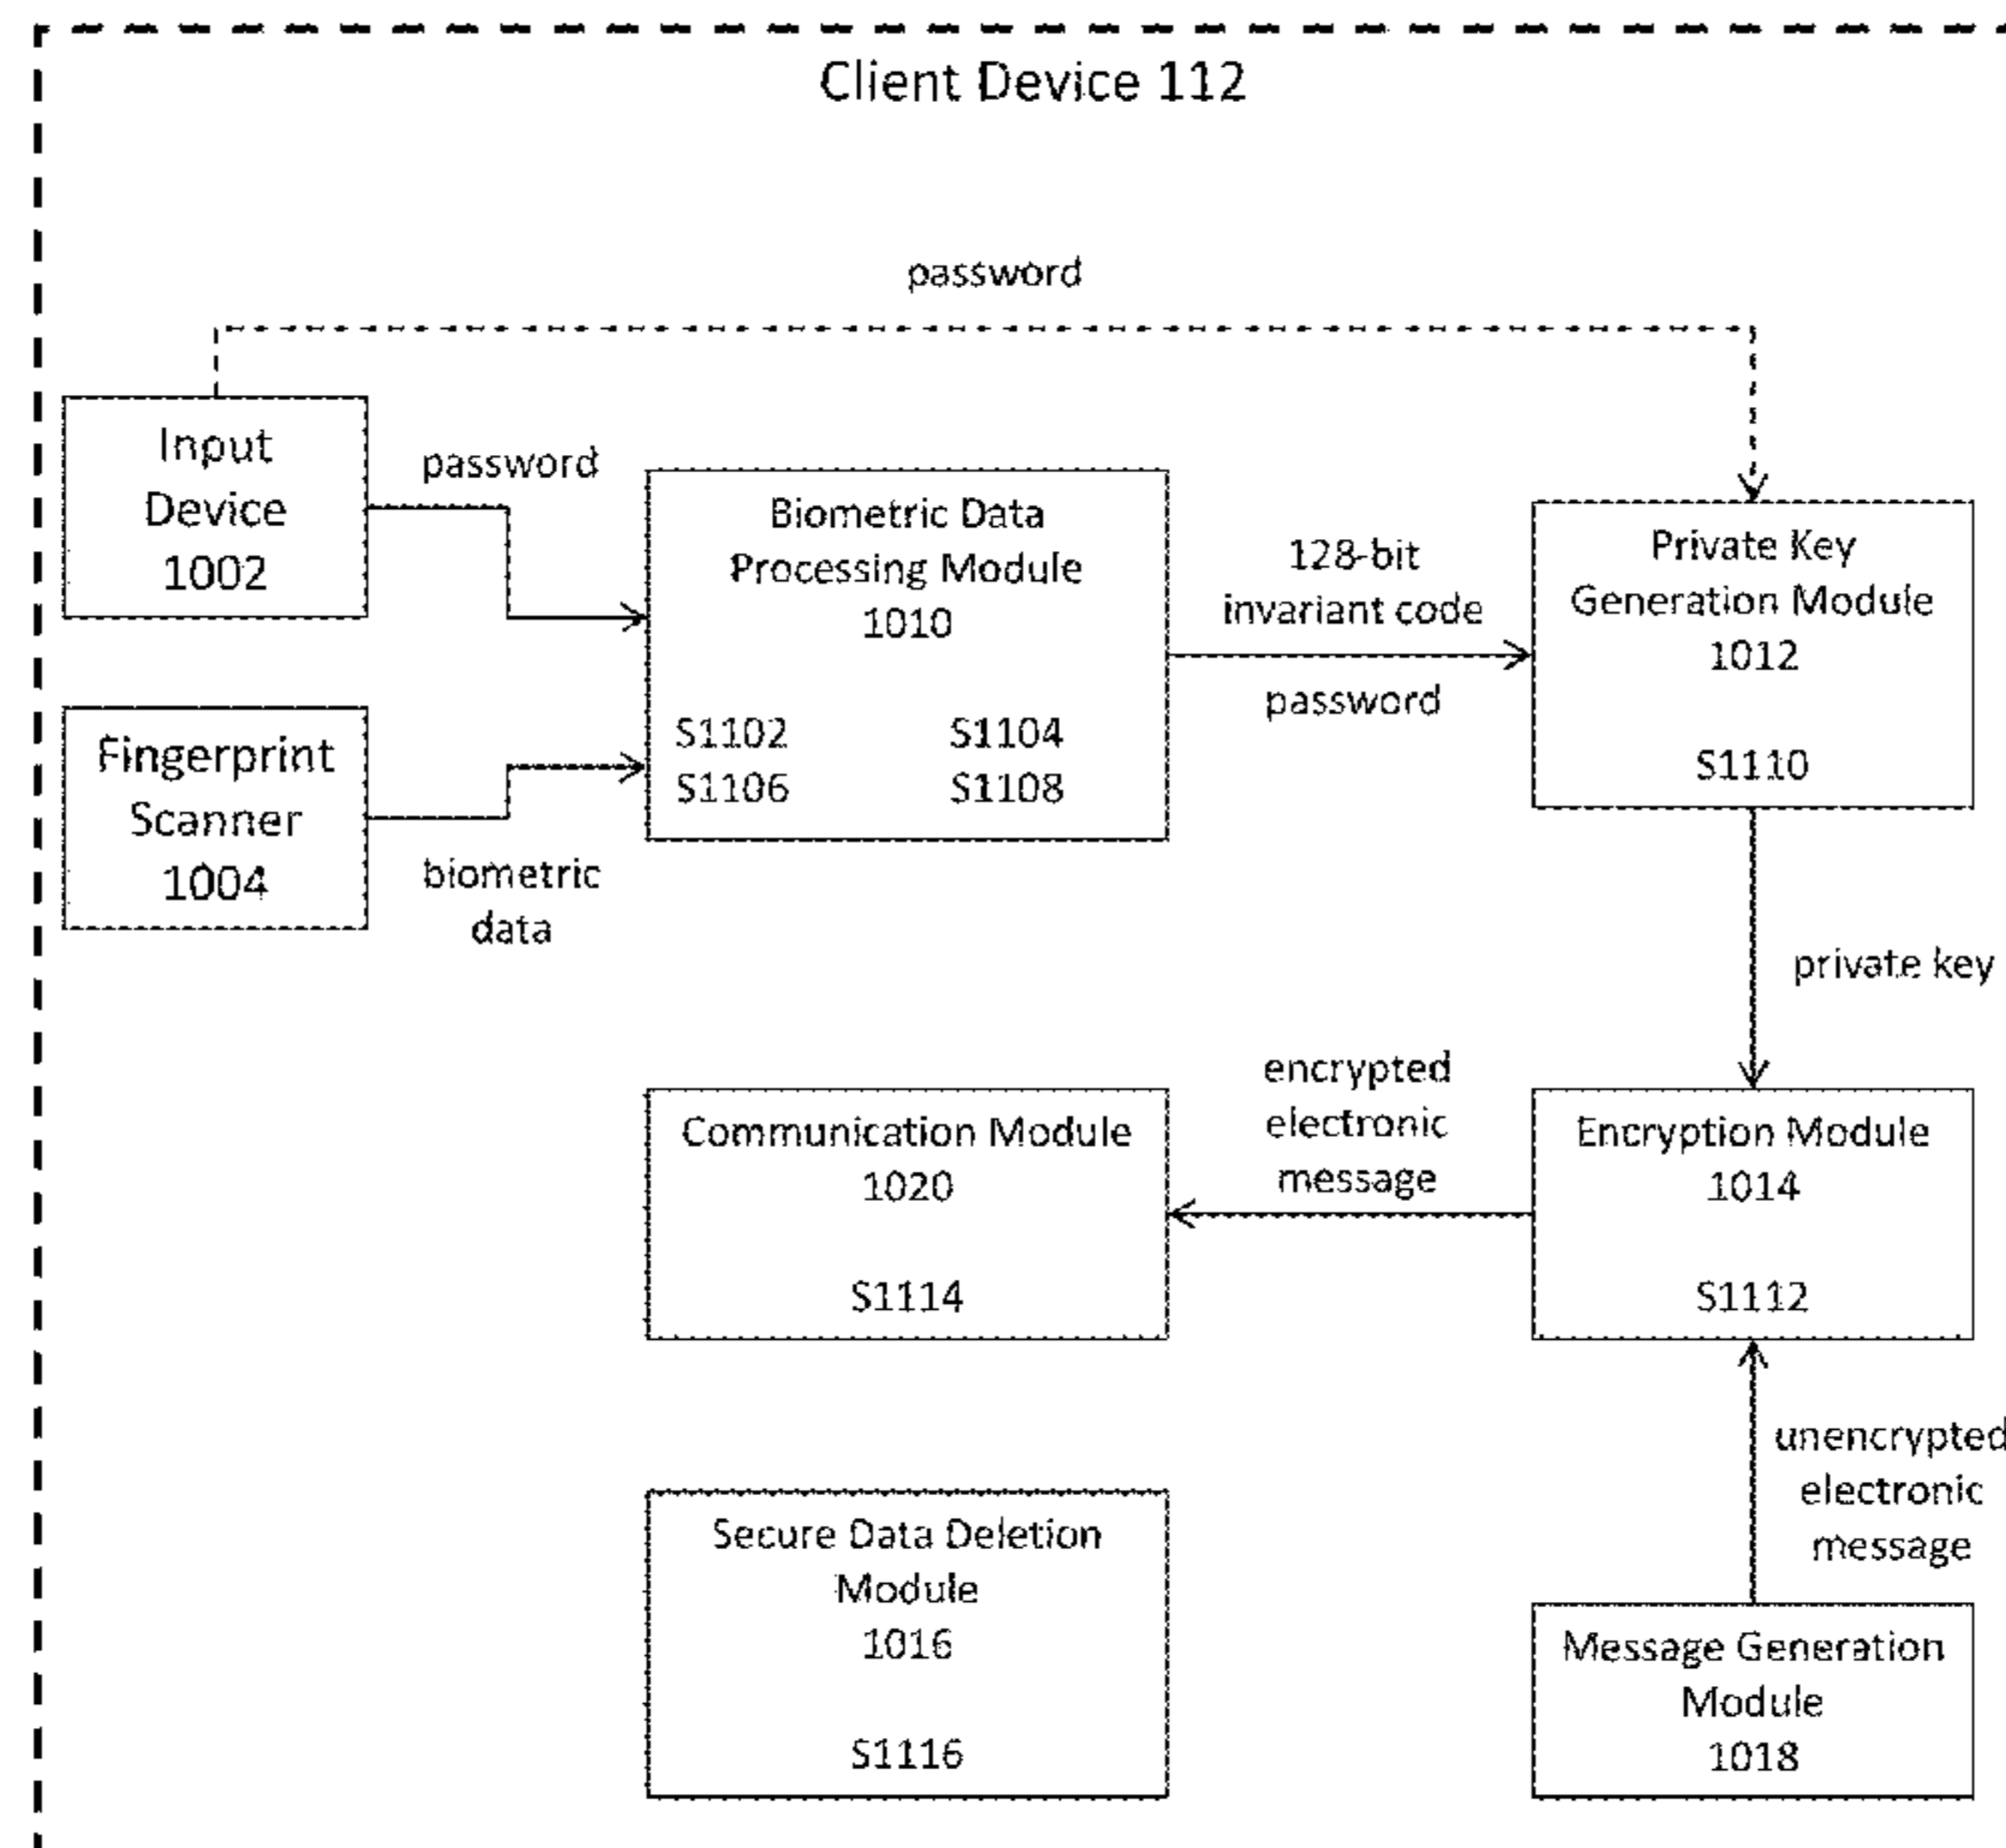 Client Device 112
password
Input
Device
1002
password
Biometric Data
Processing Module
1010
S1102 S1104
S1106 S1108
128-bit
invariant code
password
Private Key
Generation Module
1012
S1110
Fingerprint
Scanner
1004
biometric
data
private key
Communication Module
1020
S1114
encrypted
electronic
message
Encryption Module
1014
S1112
unencrypted
electronic
message
Secure Data Deletion
Module
1016
S1116
Message Generation
Module
1018